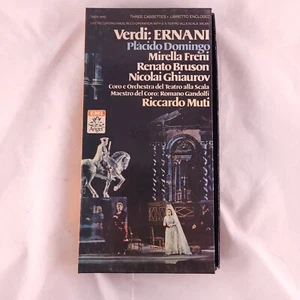 THREE CASSETTES • LIBRETTO ENCLOSED
Verdi: ERNANI
Placido Domingo
Mirella Freni
Renato Bruson
Nicolai Ghiaurov
Coro e Orchestra del Teatro alla Scala
Maestro del Coro: Romano Gandolfi
Riccardo Muti
Angel